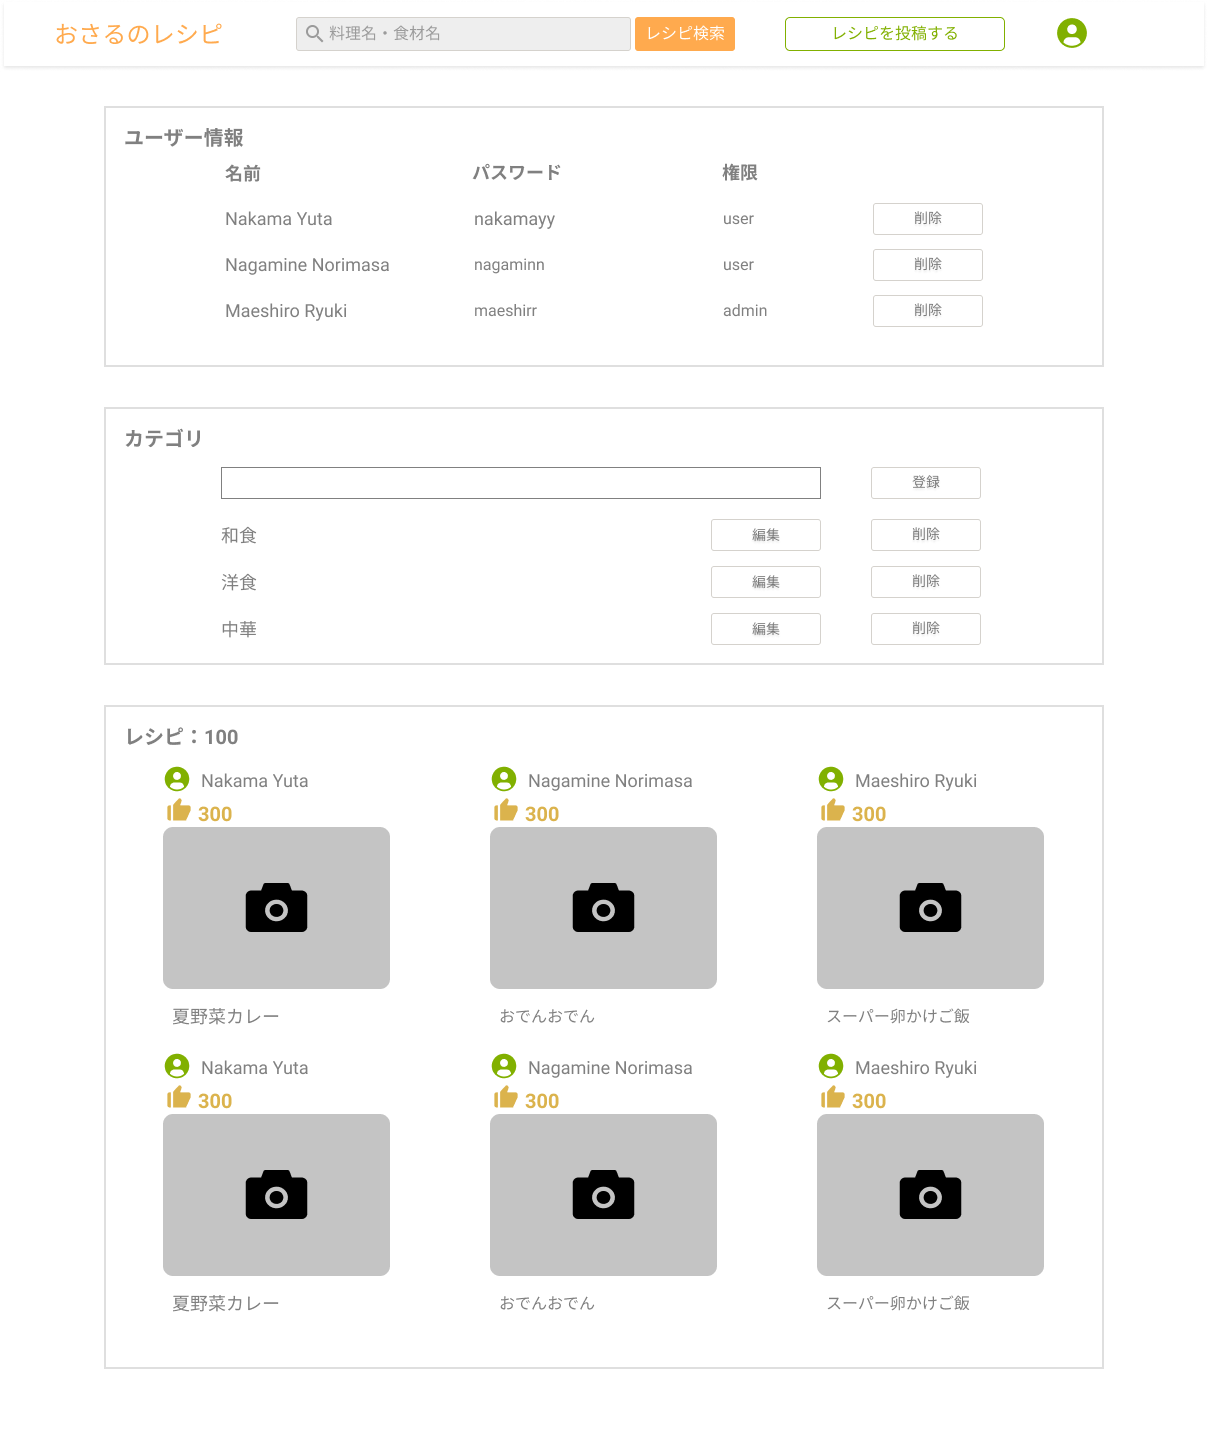 おさるのレシピ 料理名・食材名 レシピ検索 レシピを投稿する
ユーザー情報
名前 パスワード 権限
Nakama Yuta nakamayy user 削除
Nagamine Norimasa nagaminn user 削除
Maeshiro Ryuki maeshirr admin 削除
カテゴリ
登録
和食 編集 削除
洋食 編集 削除
中華 編集 削除
レシピ：100
Nakama Yuta Nagamine Norimasa Maeshiro Ryuki
300 300 300
夏野菜カレー おでんおでん スーパー卵かけご飯
Nakama Yuta Nagamine Norimasa Maeshiro Ryuki
300 300 300
夏野菜カレー おでんおでん スーパー卵かけご飯